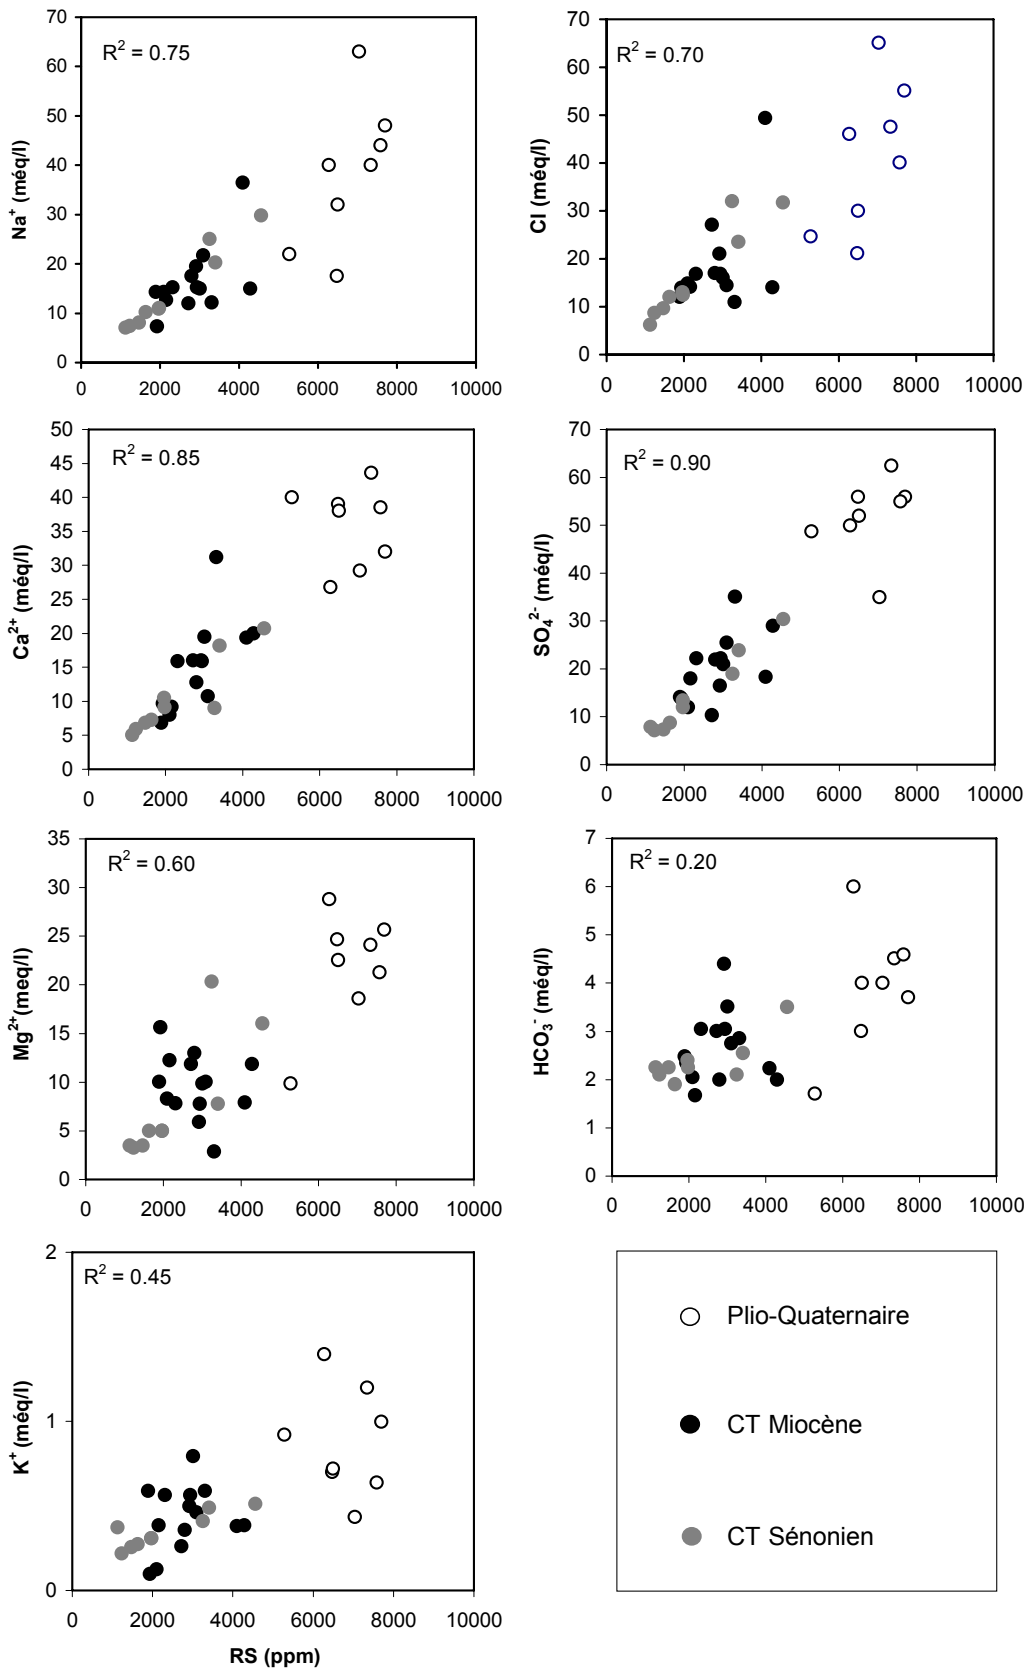 70
60
50
40
30
20
10
0
R² = 0.75
Na⁺ (méq/l)
0 2000 4000 6000 8000 10000
70
60
50
40
30
20
10
0
R² = 0.70
Cl (méq/l)
0 2000 4000 6000 8000 10000
50
45
40
35
30
25
20
15
10
5
0
R² = 0.85
Ca²⁺ (méq/l)
0 2000 4000 6000 8000 10000
70
60
50
40
30
20
10
0
R² = 0.90
SO₄²⁻ (méq/l)
0 2000 4000 6000 8000 10000
35
30
25
20
15
10
5
0
R² = 0.60
Mg²⁺(meq/l)
0 2000 4000 6000 8000 10000
7
6
5
4
3
2
1
0
R² = 0.20
HCO₃⁻ (méq/l)
0 2000 4000 6000 8000 10000
2
1
0
R² = 0.45
K⁺ (méq/l)
0 2000 4000 6000 8000 10000
RS (ppm)
Plio-Quaternaire
CT Miocène
CT Sénonien